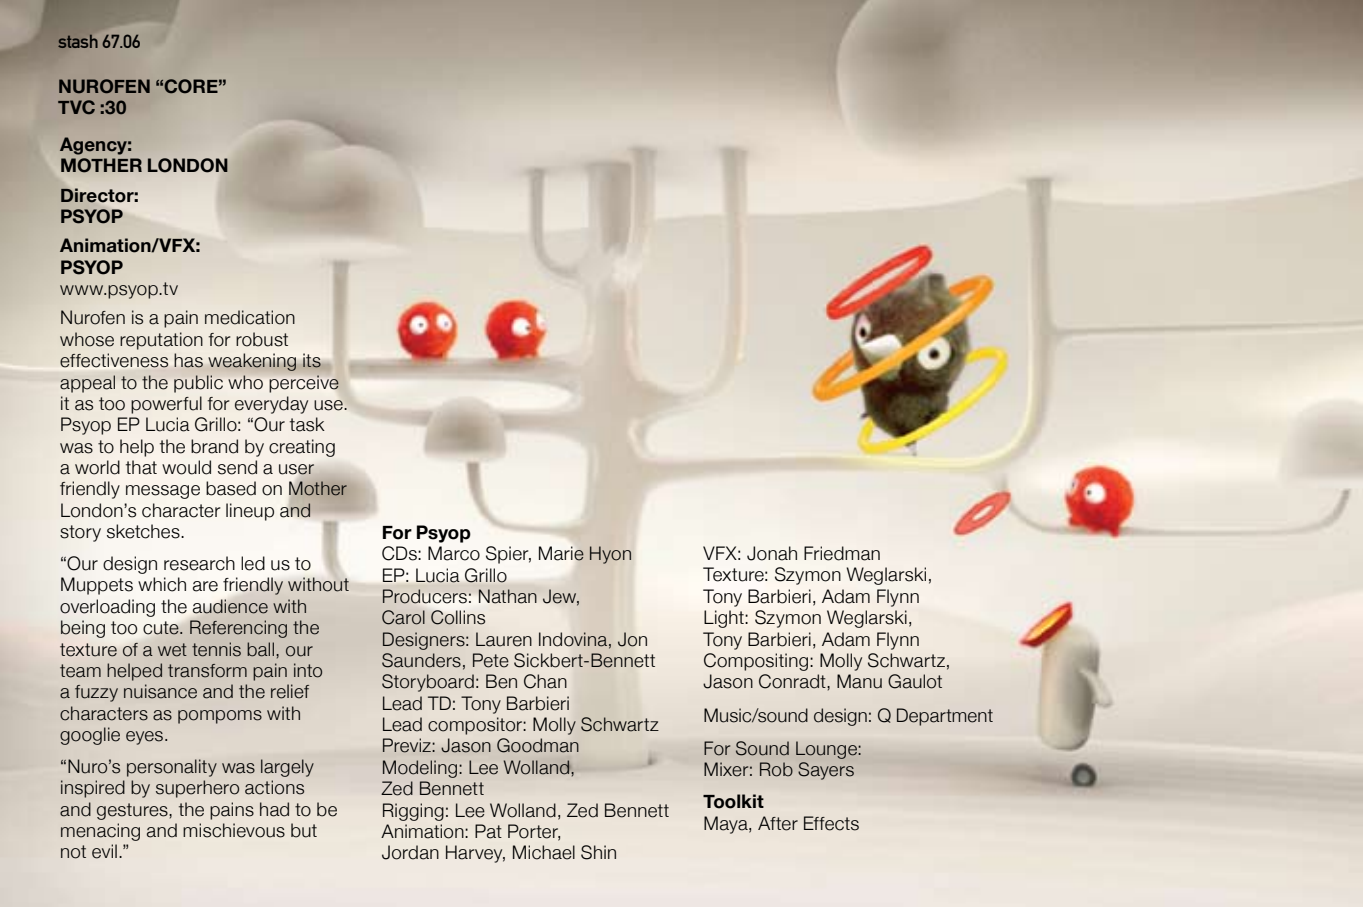 stash 67.06
NUROFEN “CORE”
TVC :30
Agency:
MOTHER LONDON
Director:
PSYOP
Animation/VFX:
PSYOP
www.psyop.tv
Nurofen is a pain medication
whose reputation for robust
effectiveness has weakening its
appeal to the public who perceive
it as too powerful for everyday use.
Psyop EP Lucia Grillo: “Our task
was to help the brand by creating
a world that would send a user
friendly message based on Mother
London’s character lineup and
story sketches.
“Our design research led us to
Muppets which are friendly without
overloading the audience with
being too cute. Referencing the
texture of a wet tennis ball, our
team helped transform pain into
a fuzzy nuisance and the relief
characters as pompoms with
googlie eyes.
“Nuro’s personality was largely
inspired by superhero actions
and gestures, the pains had to be
menacing and mischievous but
not evil.”
For Psyop
CDs: Marco Spier, Marie Hyon
EP: Lucia Grillo
Producers: Nathan Jew,
Carol Collins
Designers: Lauren Indovina, Jon
Saunders, Pete Sickbert-Bennett
Storyboard: Ben Chan
Lead TD: Tony Barbieri
Lead compositor: Molly Schwartz
Previz: Jason Goodman
Modeling: Lee Wolland,
Zed Bennett
Rigging: Lee Wolland, Zed Bennett
Animation: Pat Porter,
Jordan Harvey, Michael Shin
VFX: Jonah Friedman
Texture: Szymon Weglarski,
Tony Barbieri, Adam Flynn
Light: Szymon Weglarski,
Tony Barbieri, Adam Flynn
Compositing: Molly Schwartz,
Jason Conradt, Manu Gaulot
Music/sound design: Q Department
For Sound Lounge:
Mixer: Rob Sayers
Toolkit
Maya, After Effects